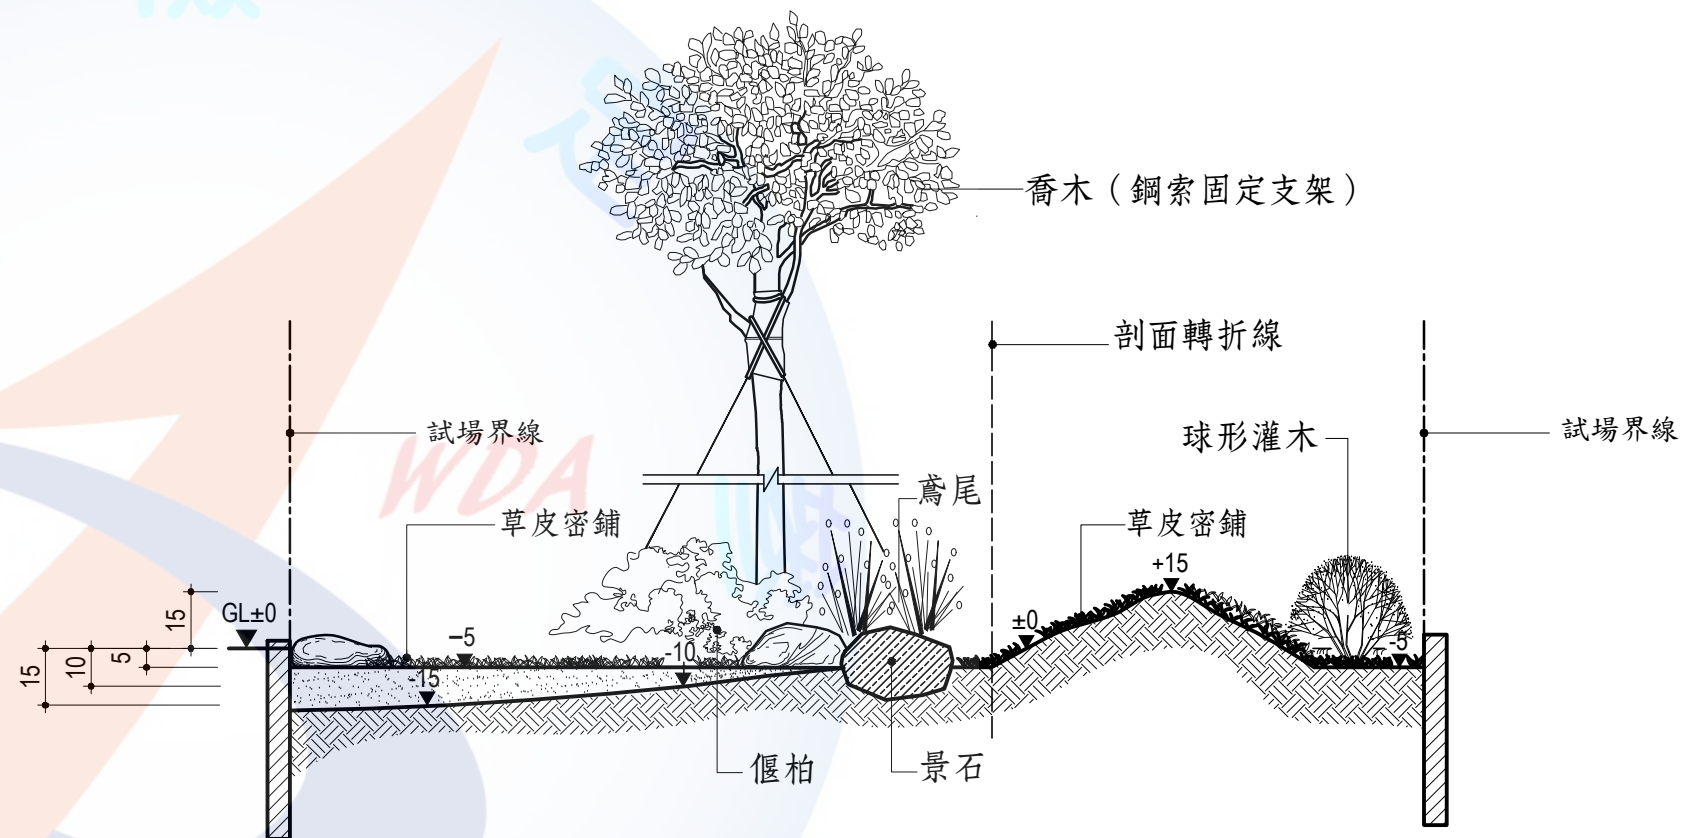 喬木（鋼索固定支架）
剖面轉折線
試場界線
WDA
球形灌木
試場界線
鳶尾
草皮密鋪
草皮密鋪
+15
15
GL±0
±0
-5
15
10
5
-10
-5
-15
偃柏
景石